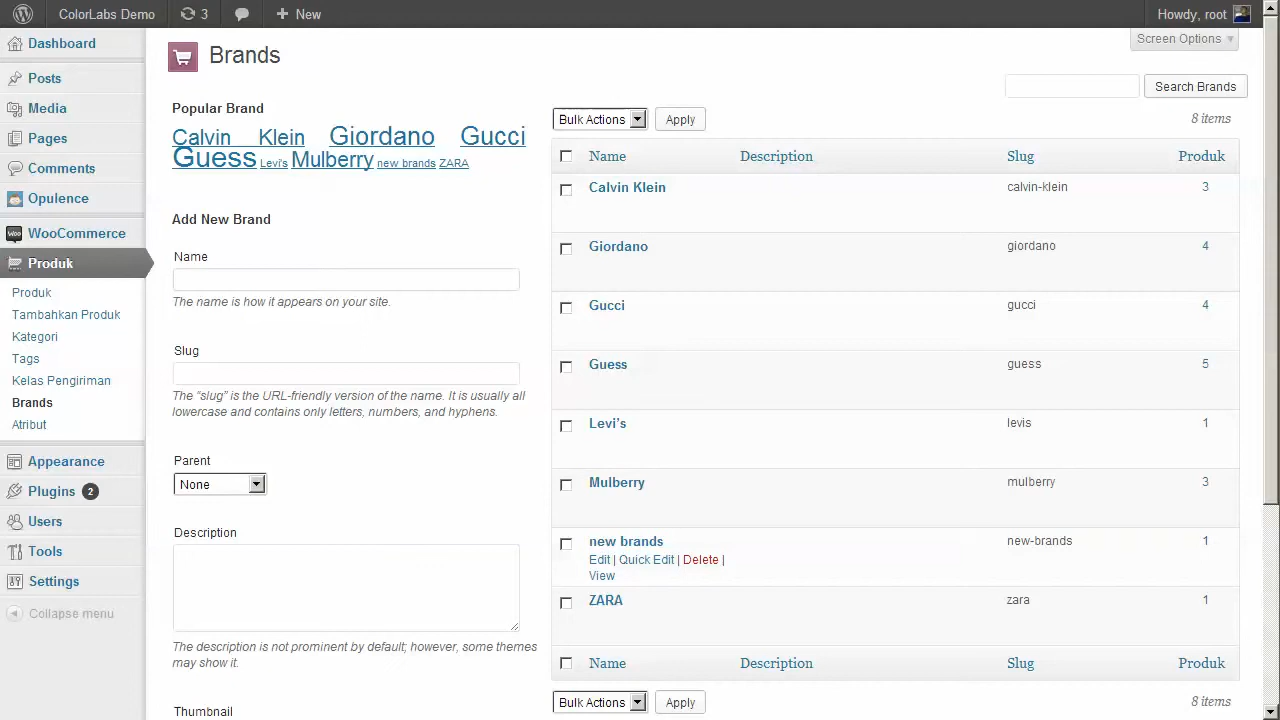 ColorLabs Demo
3
New
Howdy, root
Dashboard
Posts
Media
Pages
Comments
Opulence
WooCommerce
Produk
Produk
Tambahkan Produk
Kategori
Tags
Kelas Pengiriman
Brands
Atribut
Appearance
Plugins 2
Users
Tools
Settings
Collapse menu
Brands
Screen Options
Search Brands
Popular Brand
Calvin Klein Giordano Gucci
Guess Levi's Mulberry new brands ZARA
Add New Brand
Name
The name is how it appears on your site.
Slug
The “slug” is the URL-friendly version of the name. It is usually all
lowercase and contains only letters, numbers, and hyphens.
Parent
None
Description
The description is not prominent by default; however, some themes
may show it.
Thumbnail
Bulk Actions Apply 8 items
Name Description Slug Produk
Calvin Klein calvin-klein 3
Giordano giordano 4
Gucci gucci 4
Guess guess 5
Levi’s levis 1
Mulberry mulberry 3
new brands new-brands 1
Edit | Quick Edit | Delete |
View
ZARA zara 1
Name Description Slug Produk
Bulk Actions Apply 8 items